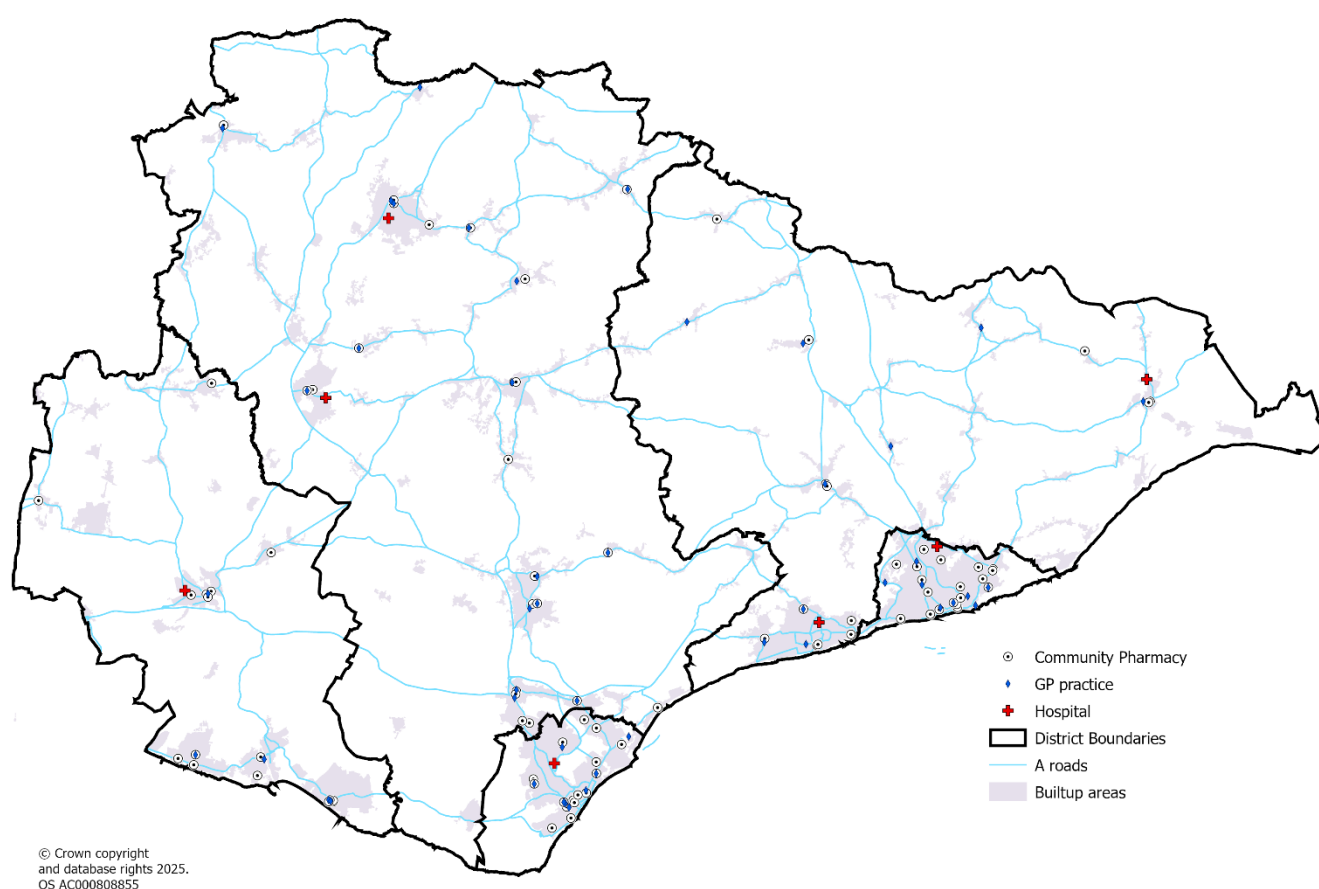 Community Pharmacy
GP practice
Hospital
District Boundaries
A roads
Builtup areas
© Crown copyright
and database rights 2025.
OS AC000808855